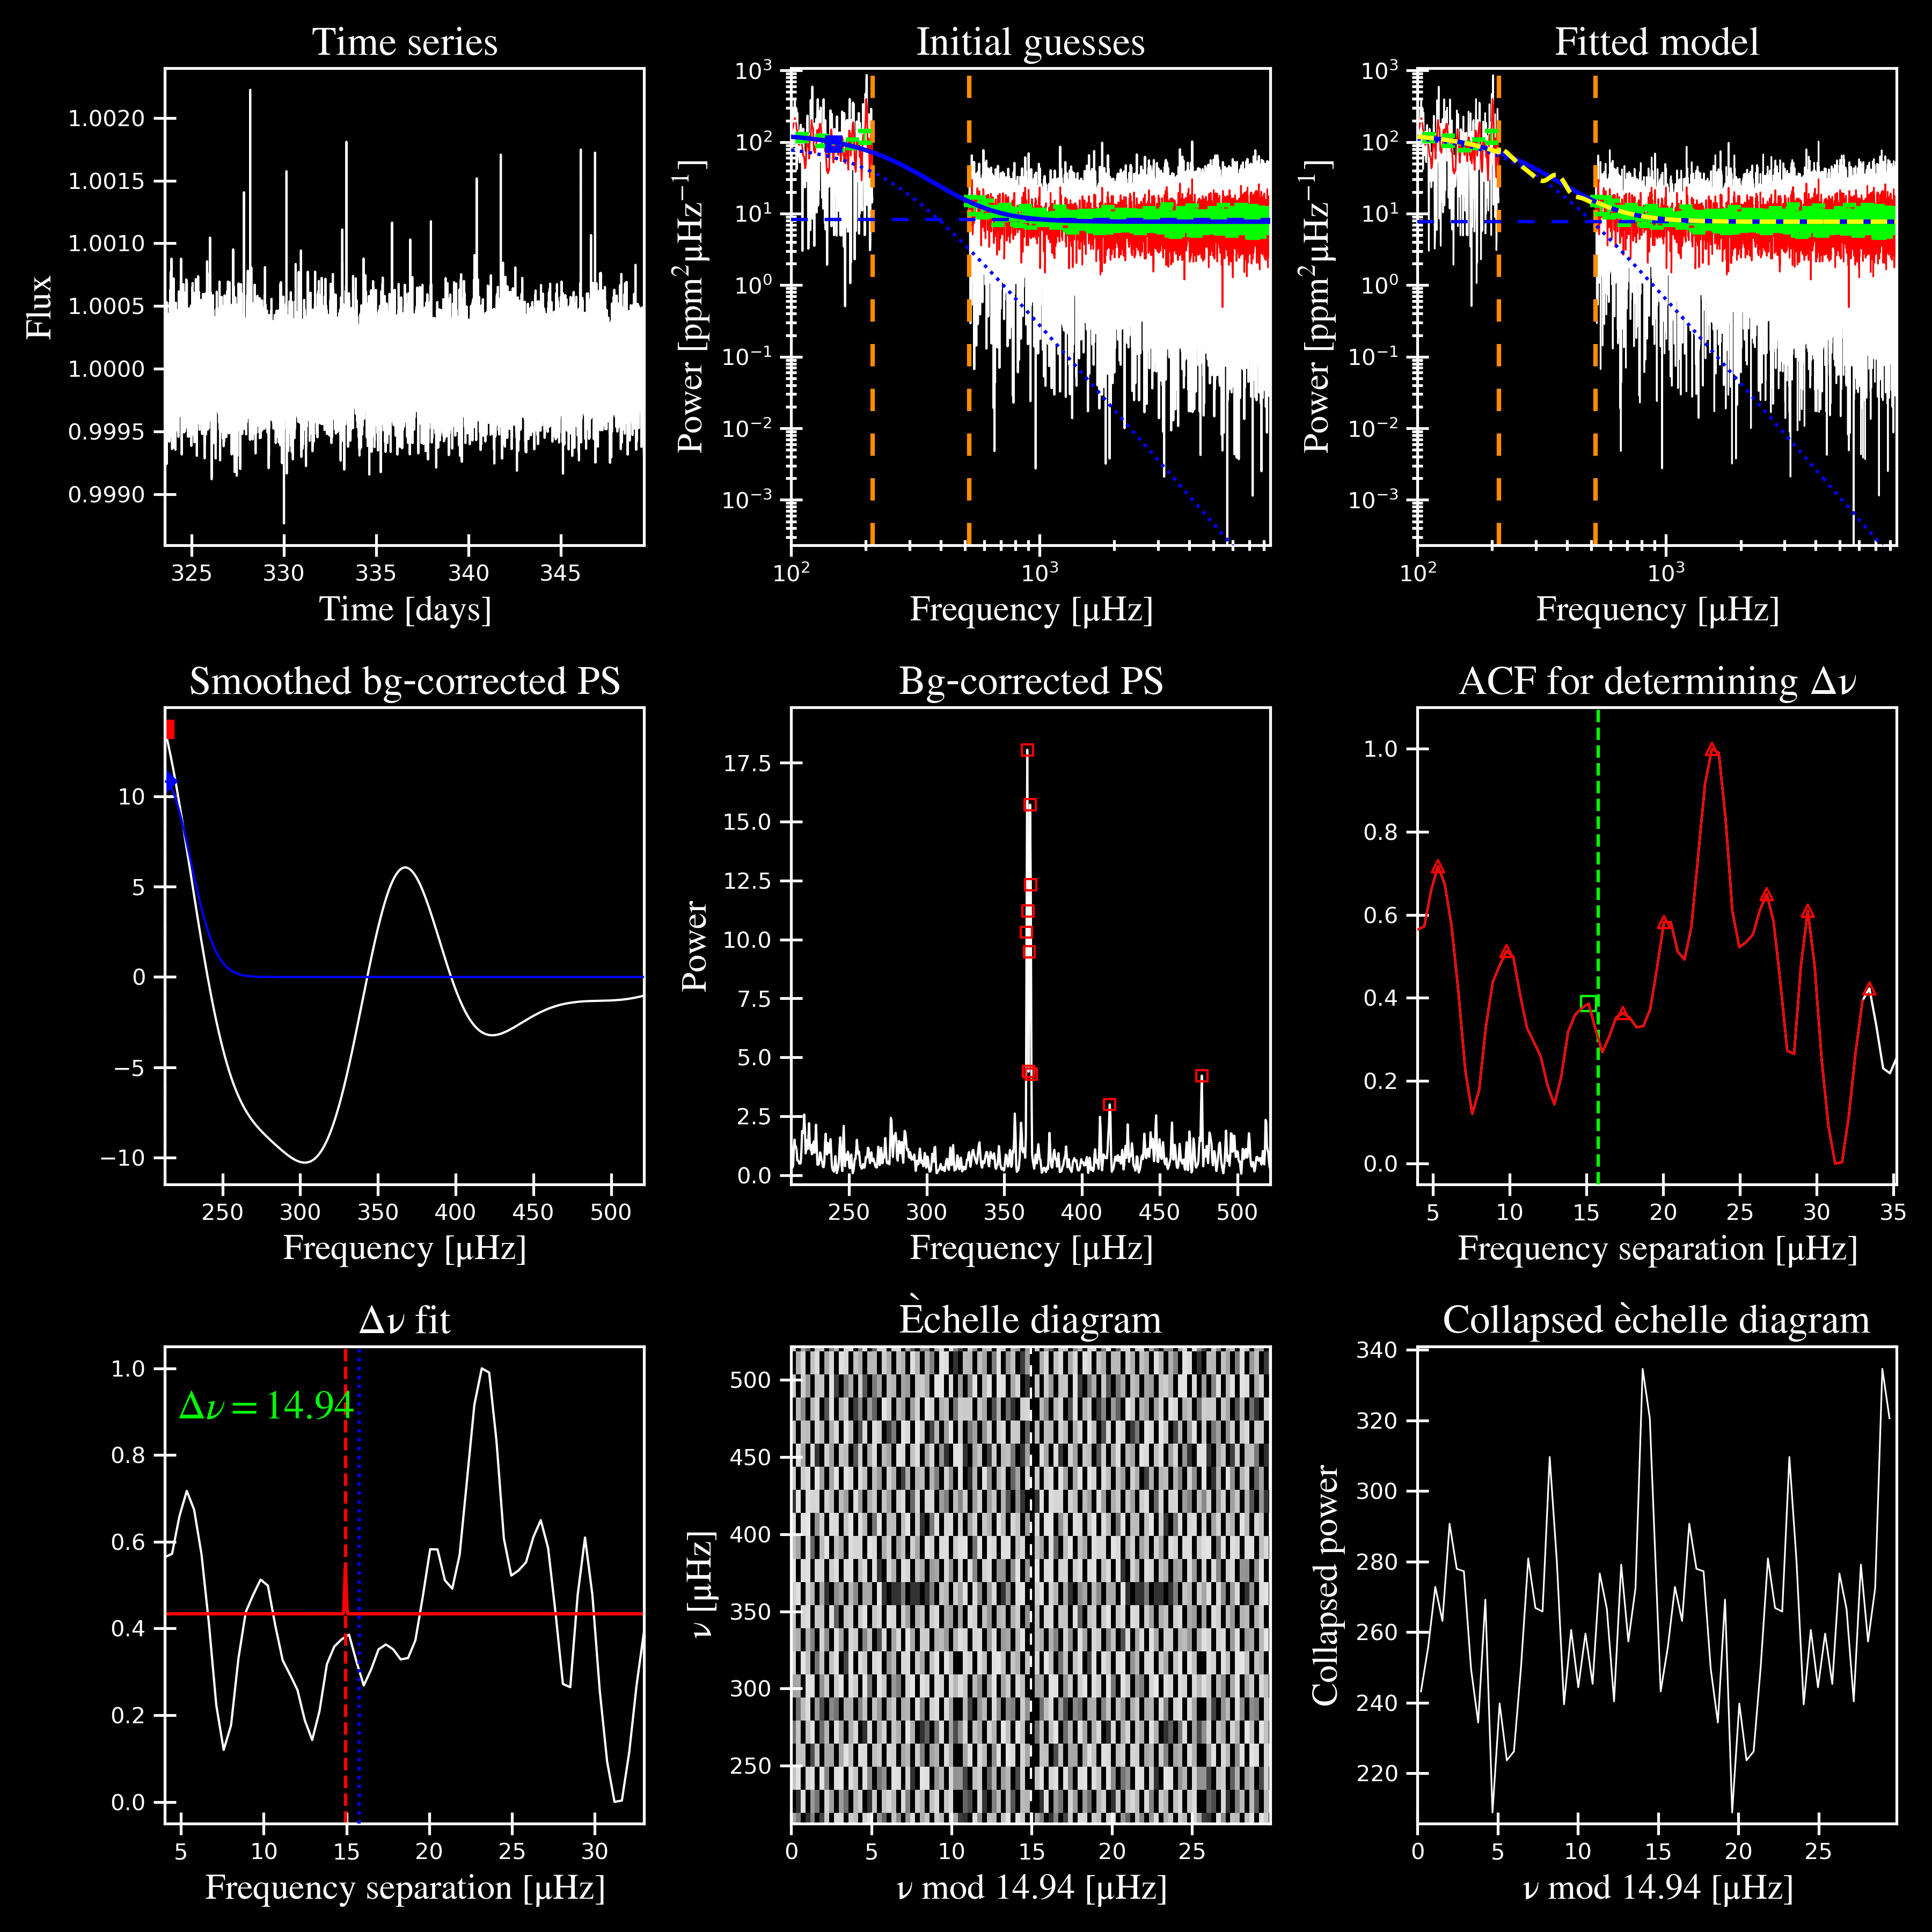 Time series
Initial guesses
Fitted model
Flux
1.0020
1.0015
1.0010
1.0005
1.0000
0.9995
0.9990
325 330 335 340 345
Time [days]
Power [ppm²μHz⁻¹]
10³
10²
10¹
10⁰
10⁻¹
10⁻²
10⁻³
10² 10³
Frequency [μHz]
Power [ppm²μHz⁻¹]
10³
10²
10¹
10⁰
10⁻¹
10⁻²
10⁻³
10² 10³
Frequency [μHz]
Smoothed bg-corrected PS
Bg-corrected PS
ACF for determining Δν
10
5
0
−5
−10
250 300 350 400 450 500
Frequency [μHz]
Power
17.5
15.0
12.5
10.0
7.5
5.0
2.5
0.0
250 300 350 400 450 500
Frequency [μHz]
1.0
0.8
0.6
0.4
0.2
0.0
5 10 15 20 25 30 35
Frequency separation [μHz]
Δν fit
Èchelle diagram
Collapsed èchelle diagram
Δν = 14.94
1.0
0.8
0.6
0.4
0.2
0.0
5 10 15 20 25 30
Frequency separation [μHz]
ν [μHz]
500
450
400
350
300
250
0 5 10 15 20 25
ν mod 14.94 [μHz]
Collapsed power
340
320
300
280
260
240
220
0 5 10 15 20 25
ν mod 14.94 [μHz]